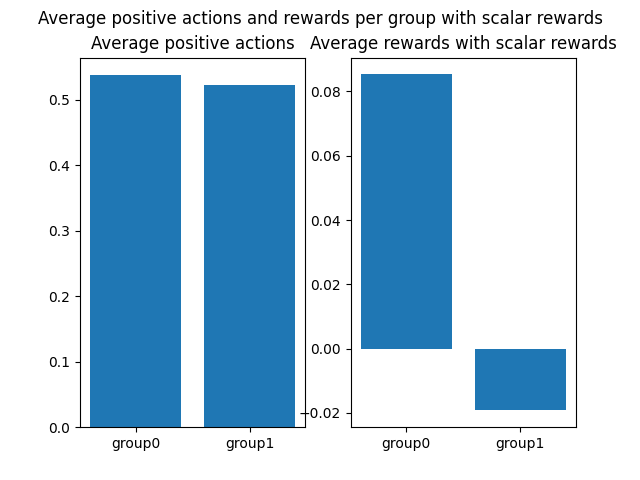 Average positive actions and rewards per group with scalar rewards
Average positive actions
Average rewards with scalar rewards
0.5
0.4
0.3
0.2
0.1
0.0
group0
group1
0.08
0.06
0.04
0.02
0.00
−0.02
group0
group1